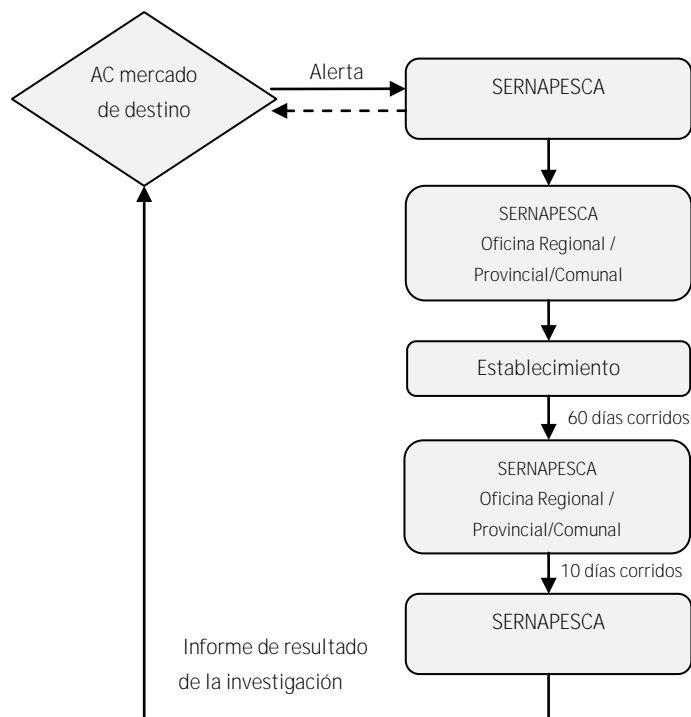 AC mercado
de destino
Alerta
SERNAPESCA
SERNAPESCA
Oficina Regional /
Provincial/Comunal
Establecimiento
60 días corridos
SERNAPESCA
Oficina Regional /
Provincial/Comunal
10 días corridos
SERNAPESCA
Informe de resultado
de la investigación